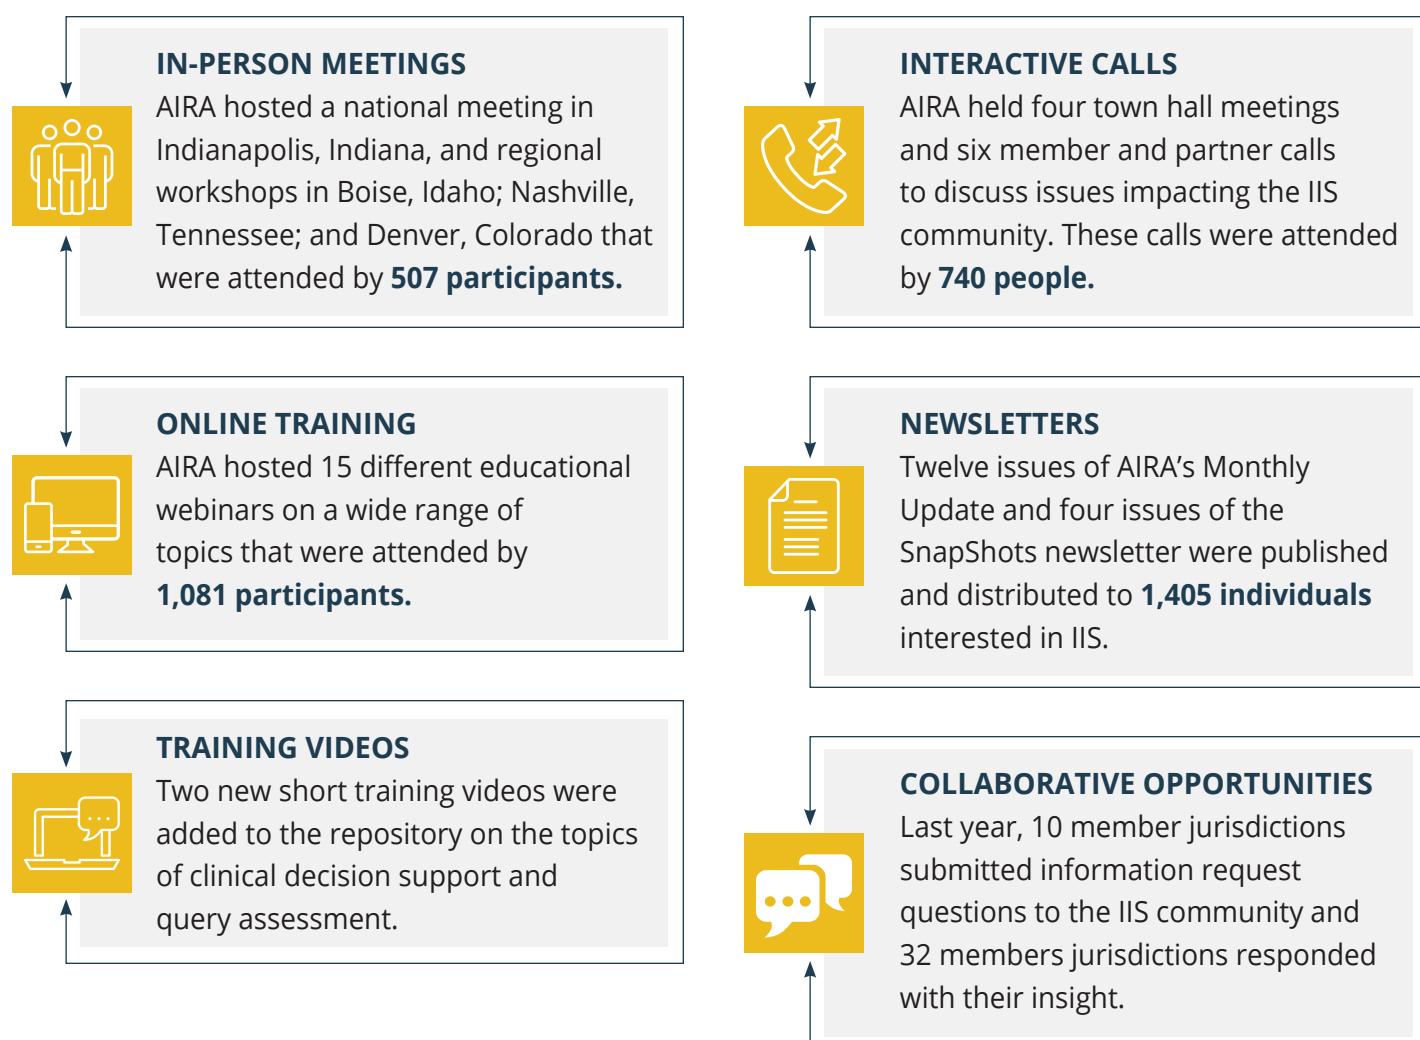 IN-PERSON MEETINGS
AIRA hosted a national meeting in
Indianapolis, Indiana, and regional
workshops in Boise, Idaho; Nashville,
Tennessee; and Denver, Colorado that
were attended by 507 participants.
ONLINE TRAINING
AIRA hosted 15 different educational
webinars on a wide range of
topics that were attended by
1,081 participants.
TRAINING VIDEOS
Two new short training videos were
added to the repository on the topics
of clinical decision support and
query assessment.
INTERACTIVE CALLS
AIRA held four town hall meetings
and six member and partner calls
to discuss issues impacting the IIS
community. These calls were attended
by 740 people.
NEWSLETTERS
Twelve issues of AIRA’s Monthly
Update and four issues of the
SnapShots newsletter were published
and distributed to 1,405 individuals
interested in IIS.
COLLABORATIVE OPPORTUNITIES
Last year, 10 member jurisdictions
submitted information request
questions to the IIS community and
32 members jurisdictions responded
with their insight.